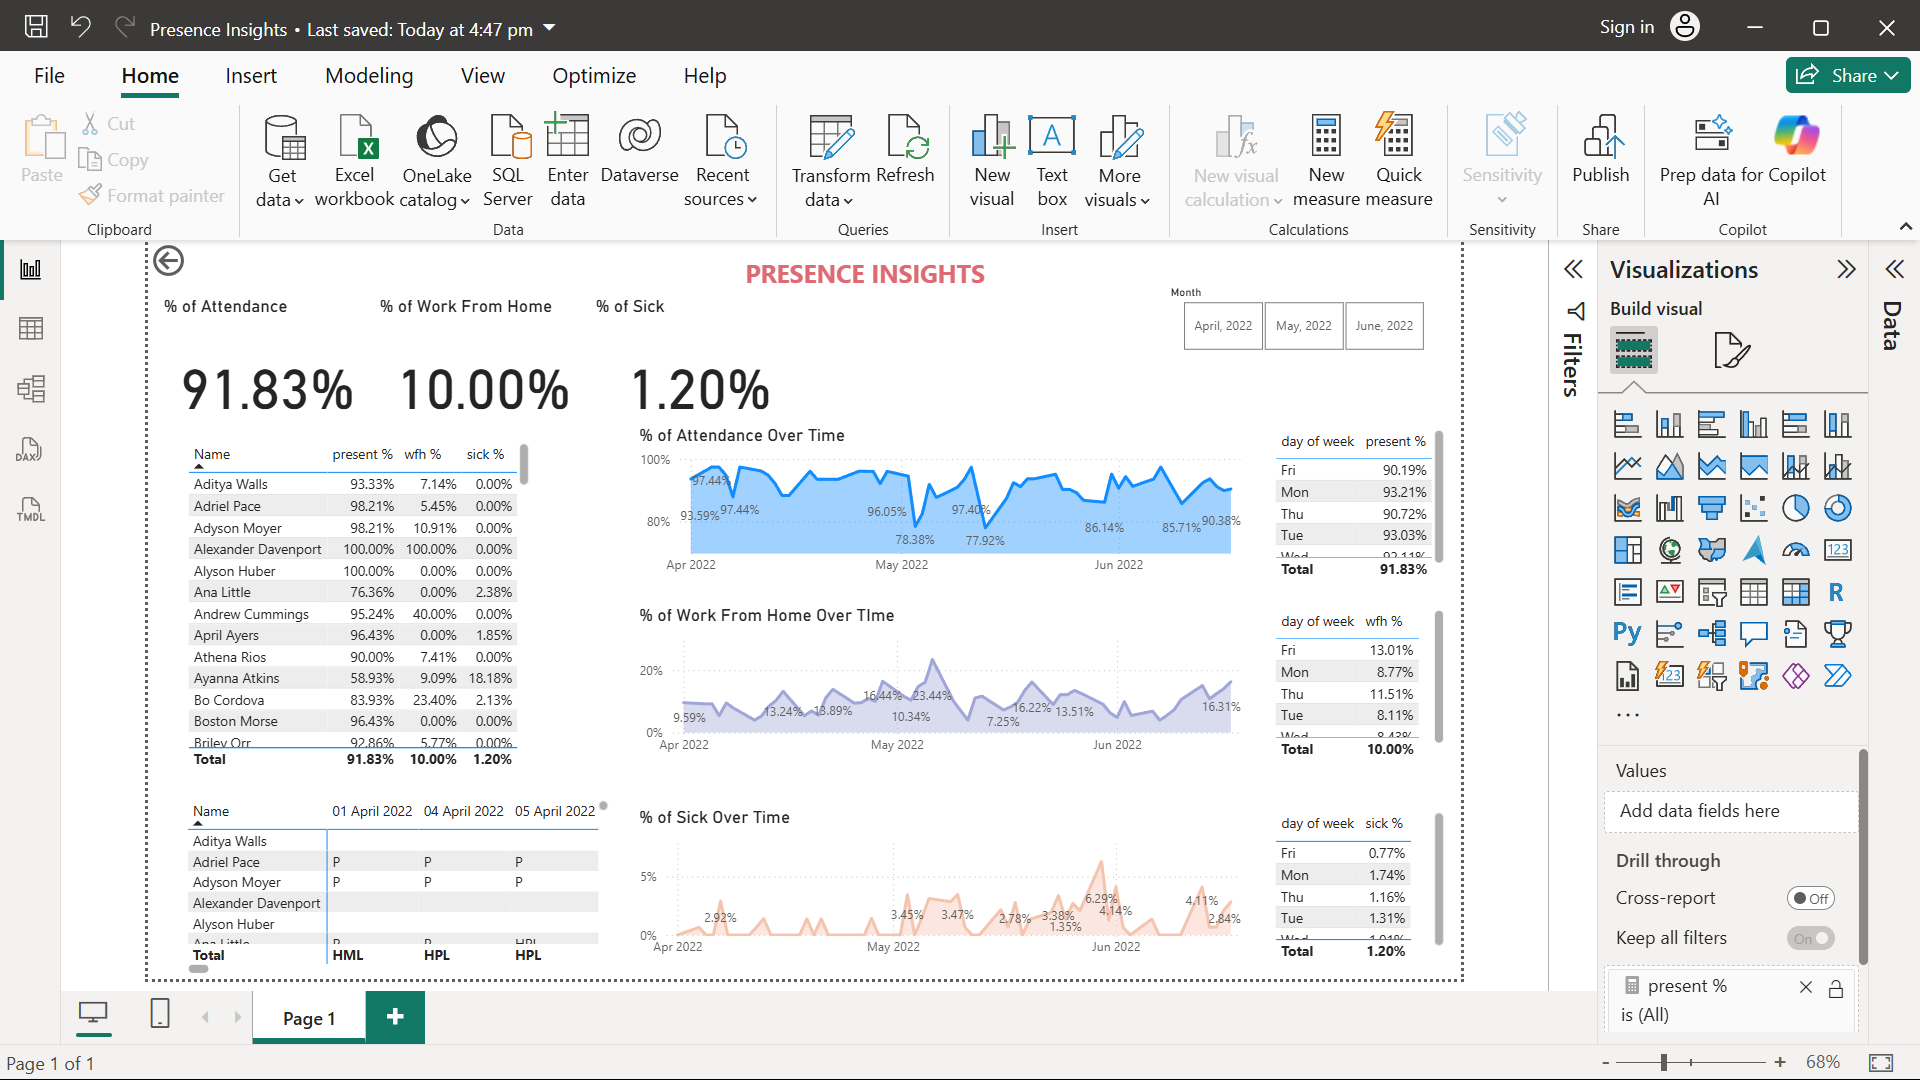 Presence Insights • Last saved: Today at 4:47 pm
Sign in
File Home Insert Modeling View Optimize Help
Share
Paste
Cut
Copy
Format painter
Clipboard
Get data
Excel workbook
OneLake catalog
SQL Server
Enter data
Dataverse
Recent sources
Data
Transform data
Refresh
Queries
New visual
Text box
More visuals
Insert
New visual calculation
New measure
Quick measure
Calculations
Sensitivity
Sensitivity
Publish
Share
Prep data for AI
Copilot
Copilot
PRESENCE INSIGHTS
% of Attendance
% of Work From Home
% of Sick
Month
April, 2022
May, 2022
June, 2022
91.83%
10.00%
1.20%
Name present % wfh % sick %
Aditya Walls 93.33% 7.14% 0.00%
Adriel Pace 98.21% 5.45% 0.00%
Adyson Moyer 98.21% 10.91% 0.00%
Alexander Davenport 100.00% 100.00% 0.00%
Alyson Huber 100.00% 0.00% 0.00%
Ana Little 76.36% 0.00% 2.38%
Andrew Cummings 95.24% 40.00% 0.00%
April Ayers 96.43% 0.00% 1.85%
Athena Rios 90.00% 7.41% 0.00%
Ayanna Atkins 58.93% 9.09% 18.18%
Bo Cordova 83.93% 23.40% 2.13%
Boston Morse 96.43% 0.00% 0.00%
Briley Orr 92.86% 5.77% 0.00%
Total 91.83% 10.00% 1.20%
% of Attendance Over Time
100%
80%
93.59%
97.44%
97.44%
96.05%
78.38%
97.40%
77.92%
86.14%
85.71%
90.38%
Apr 2022 May 2022 Jun 2022
day of week present %
Fri 90.19%
Mon 93.21%
Thu 90.72%
Tue 93.03%
Wed 92.11%
Total 91.83%
% of Work From Home Over TIme
20%
0%
9.59%
13.24%
13.89%
16.44%
10.34%
23.44%
7.25%
16.22%
13.51%
16.31%
Apr 2022 May 2022 Jun 2022
day of week wfh %
Fri 13.01%
Mon 8.77%
Thu 11.51%
Tue 8.11%
Wed 8.43%
Total 10.00%
Name 01 April 2022 04 April 2022 05 April 2022
Aditya Walls
Adriel Pace P P P
Adyson Moyer P P P
Alexander Davenport
Alyson Huber
Ana Little P P HPL
Total HML HPL HPL
% of Sick Over Time
5%
0%
2.92%
3.45%
3.47%
2.78%
3.38%
1.35%
6.29%
4.14%
4.11%
2.84%
Apr 2022 May 2022 Jun 2022
day of week sick %
Fri 0.77%
Mon 1.74%
Thu 1.16%
Tue 1.31%
Wed 1.01%
Total 1.20%
Filters
Visualizations
Build visual
123
R
Py
123
...
Values
Add data fields here
Drill through
Cross-report Off
Keep all filters On
present %
is (All)
Data
DAX
TMDL
Page 1
+
Page 1 of 1
- + 68%